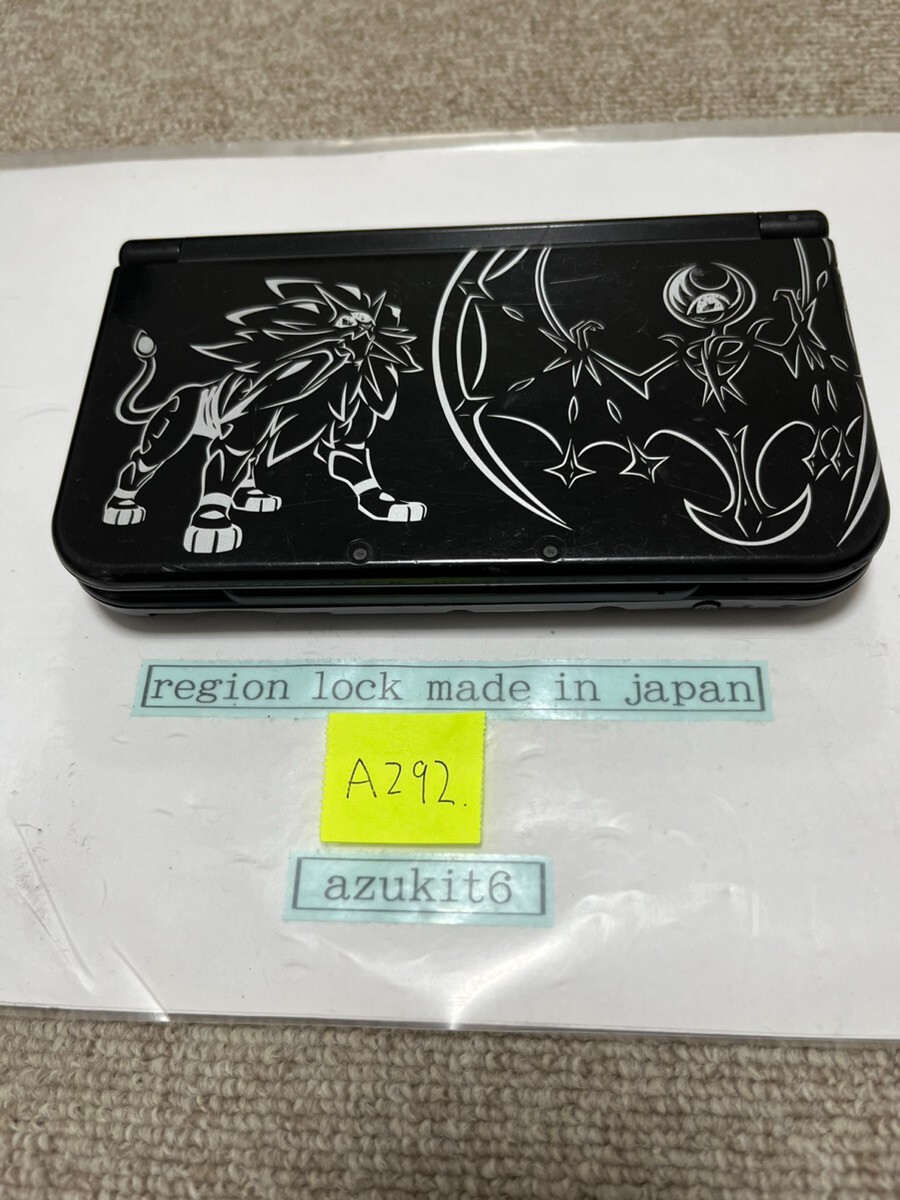 region lock made in japan
A292.
azukit6